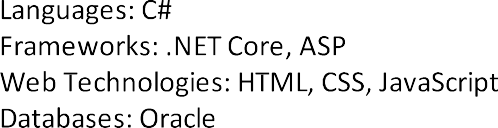 Languages: C#
Frameworks: .NET Core, ASP
Web Technologies: HTML, CSS, JavaScript
Databases: Oracle